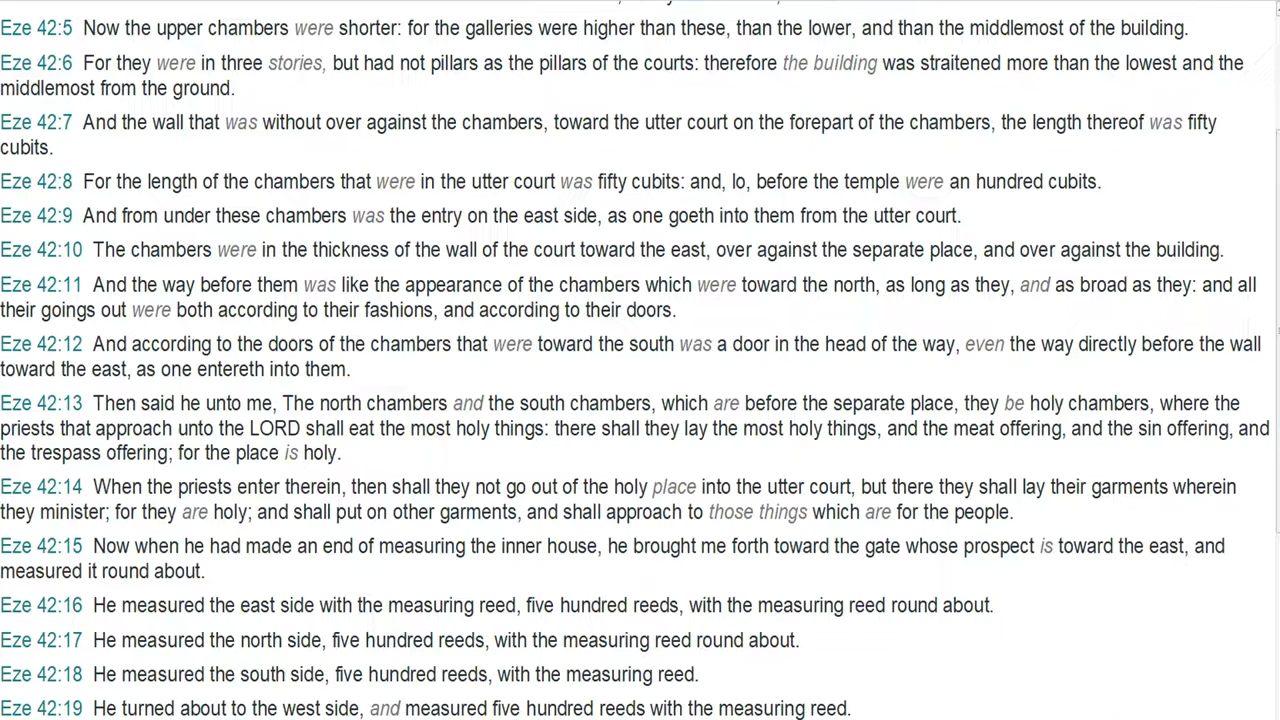 Eze 42:5 Now the upper chambers were shorter: for the galleries were higher than these, than the lower, and than the middlemost of the building.
Eze 42:6 For they were in three stories, but had not pillars as the pillars of the courts: therefore the building was straitened more than the lowest and the
middlemost from the ground.
Eze 42:7 And the wall that was without over against the chambers, toward the utter court on the forepart of the chambers, the length thereof was fifty
cubits.
Eze 42:8 For the length of the chambers that were in the utter court was fifty cubits: and, lo, before the temple were an hundred cubits.
Eze 42:9 And from under these chambers was the entry on the east side, as one goeth into them from the utter court.
Eze 42:10 The chambers were in the thickness of the wall of the court toward the east, over against the separate place, and over against the building.
Eze 42:11 And the way before them was like the appearance of the chambers which were toward the north, as long as they, and as broad as they: and all
their goings out were both according to their fashions, and according to their doors.
Eze 42:12 And according to the doors of the chambers that were toward the south was a door in the head of the way, even the way directly before the wall
toward the east, as one entereth into them.
Eze 42:13 Then said he unto me, The north chambers and the south chambers, which are before the separate place, they be holy chambers, where the
priests that approach unto the LORD shall eat the most holy things: there shall they lay the most holy things, and the meat offering, and the sin offering, and
the trespass offering; for the place is holy.
Eze 42:14 When the priests enter therein, then shall they not go out of the holy place into the utter court, but there they shall lay their garments wherein
they minister; for they are holy; and shall put on other garments, and shall approach to those things which are for the people.
Eze 42:15 Now when he had made an end of measuring the inner house, he brought me forth toward the gate whose prospect is toward the east, and
measured it round about.
Eze 42:16 He measured the east side with the measuring reed, five hundred reeds, with the measuring reed round about.
Eze 42:17 He measured the north side, five hundred reeds, with the measuring reed round about.
Eze 42:18 He measured the south side, five hundred reeds, with the measuring reed.
Eze 42:19 He turned about to the west side, and measured five hundred reeds with the measuring reed.